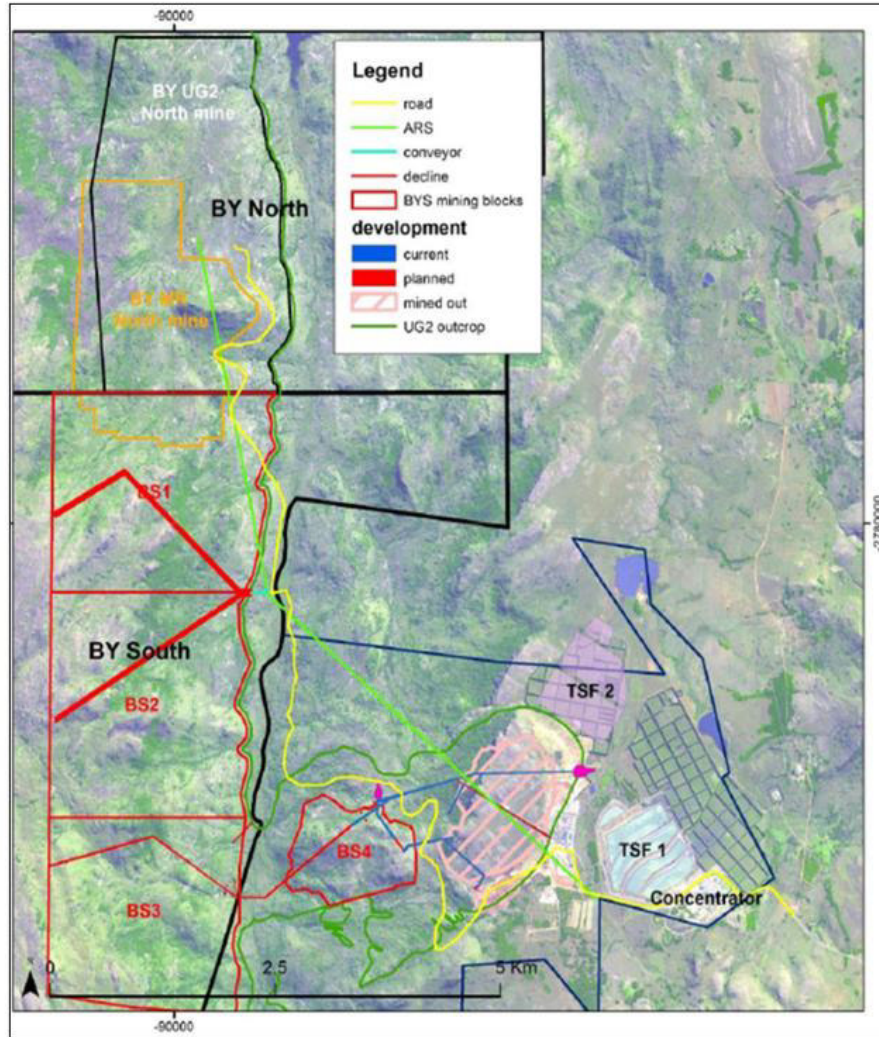 -90000
BY UG2
North mine
BY North
BY MR
North mine
Legend
road
ARS
conveyor
decline
BYS mining blocks
development
current
planned
mined out
UG2 outcrop
-2780000
BS1
BY South
BS2
TSF 2
BS4
TSF 1
Concentrator
BS3
0 2.5 5 Km
-90000